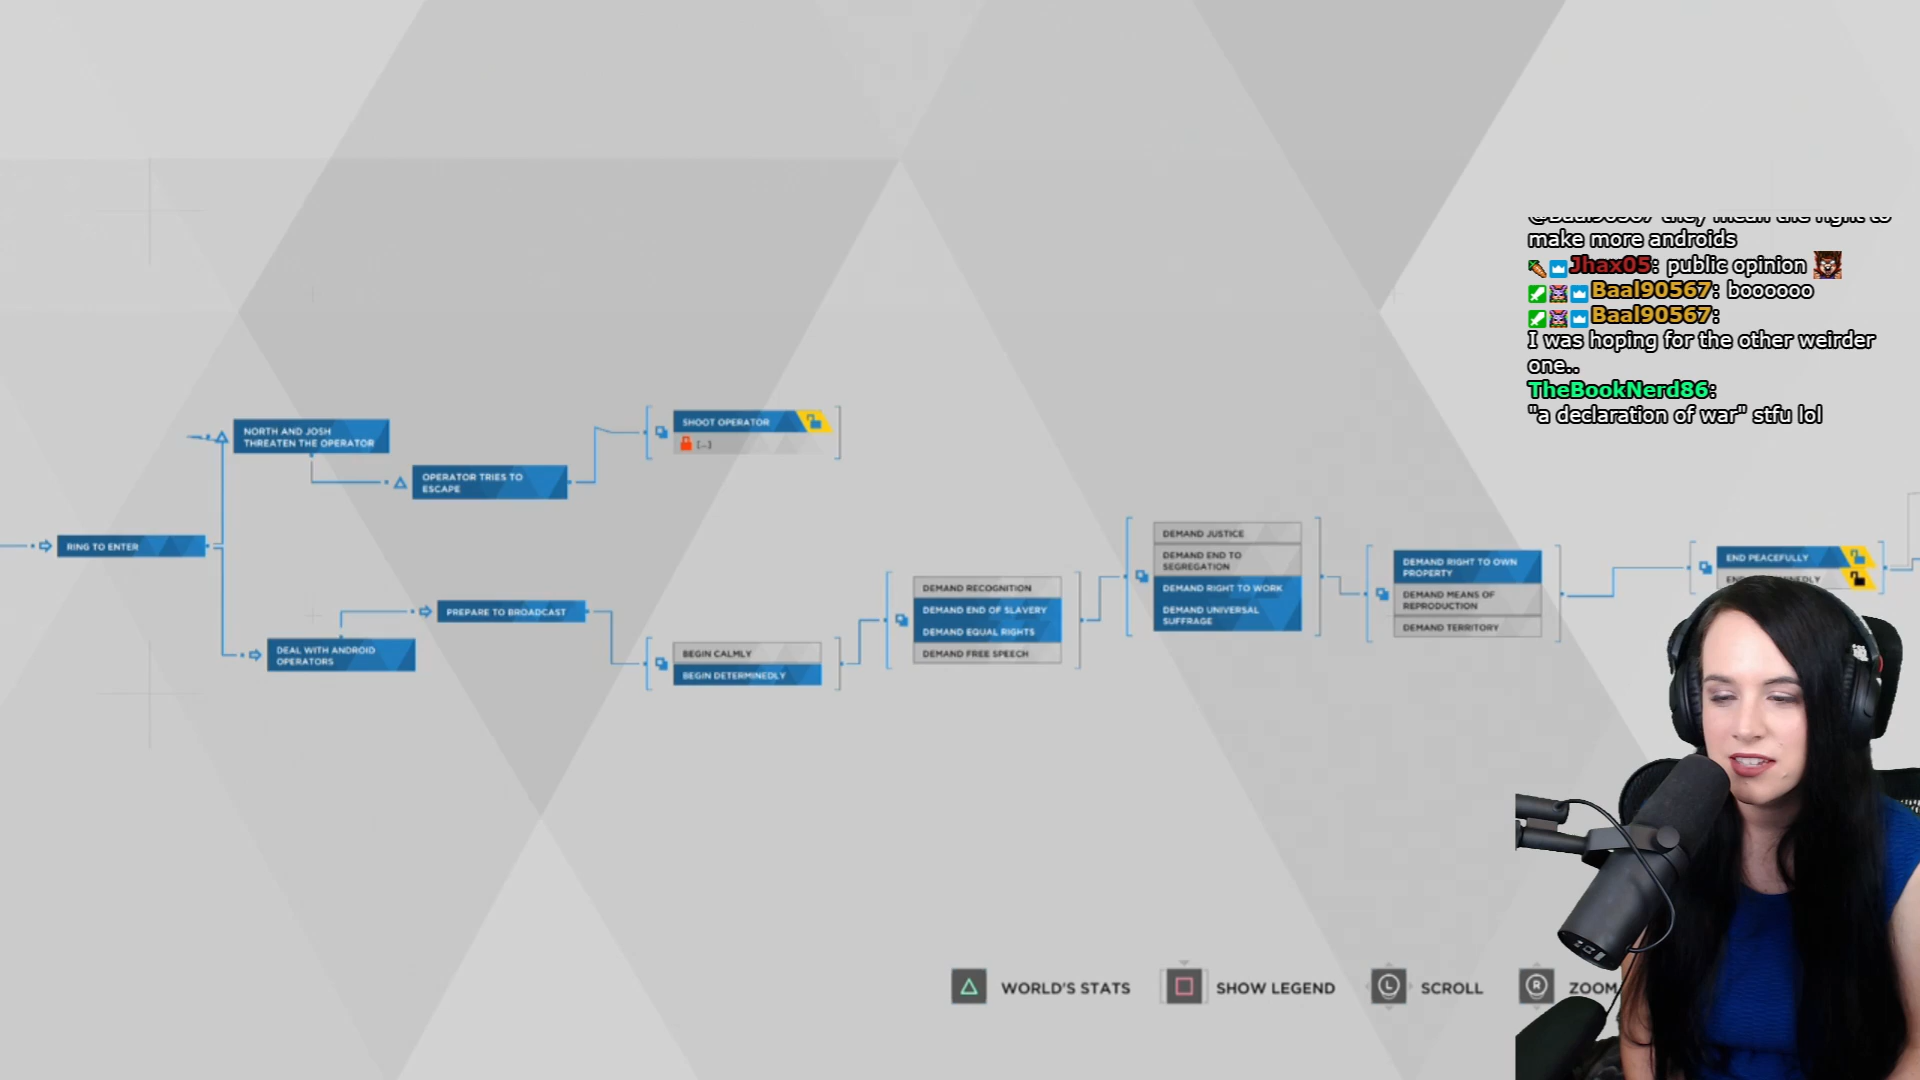 make more androids
Jhax05: public opinion
Baal90567: boooooo
Baal90567:
I was hoping for the other weirder
one..
TheBookNerd86:
"a declaration of war" stfu lol
NORTH AND JOSH
THREATEN THE OPERATOR
OPERATOR TRIES TO
ESCAPE
SHOOT OPERATOR
[...]
RING TO ENTER
DEAL WITH ANDROID
OPERATORS
PREPARE TO BROADCAST
BEGIN CALMLY
BEGIN DETERMINEDLY
DEMAND RECOGNITION
DEMAND END OF SLAVERY
DEMAND EQUAL RIGHTS
DEMAND FREE SPEECH
DEMAND JUSTICE
DEMAND END TO
SEGREGATION
DEMAND RIGHT TO WORK
DEMAND UNIVERSAL
SUFFRAGE
DEMAND RIGHT TO OWN
PROPERTY
DEMAND MEANS OF
REPRODUCTION
DEMAND TERRITORY
END PEACEFULLY
WORLD'S STATS
SHOW LEGEND
L
SCROLL
R
ZOOM